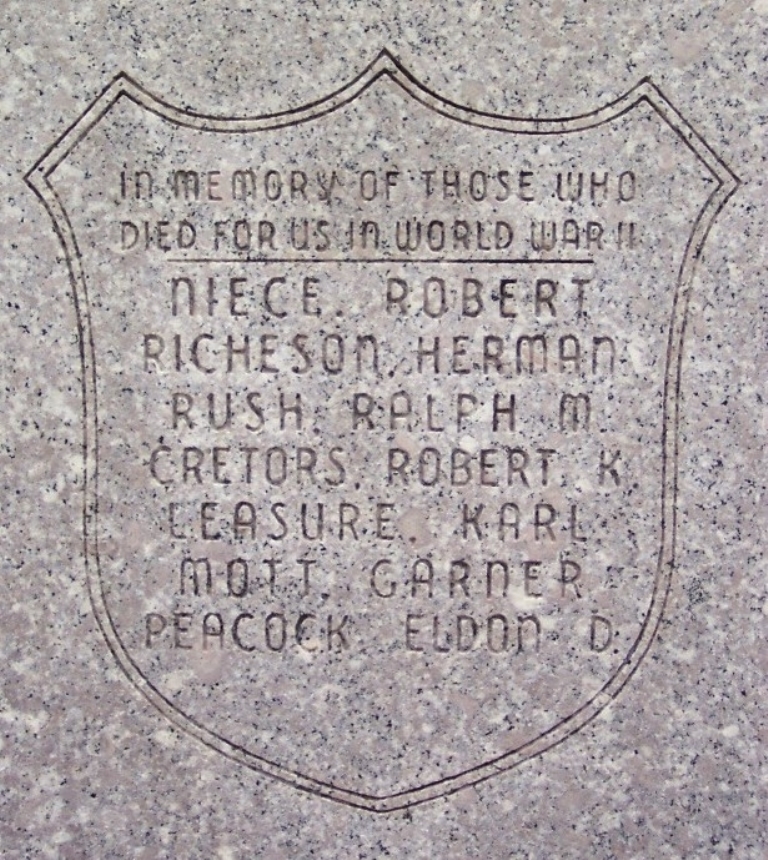 IN MEMORY OF THOSE WHO
DIED FOR US IN WORLD WAR II
NIECE, ROBERT
RICHESON, HERMAN
RUSH, RALPH M.
CRETORS, ROBERT K.
LEASURE, KARL
MOTT, GARNER
PEACOCK, ELDON D.